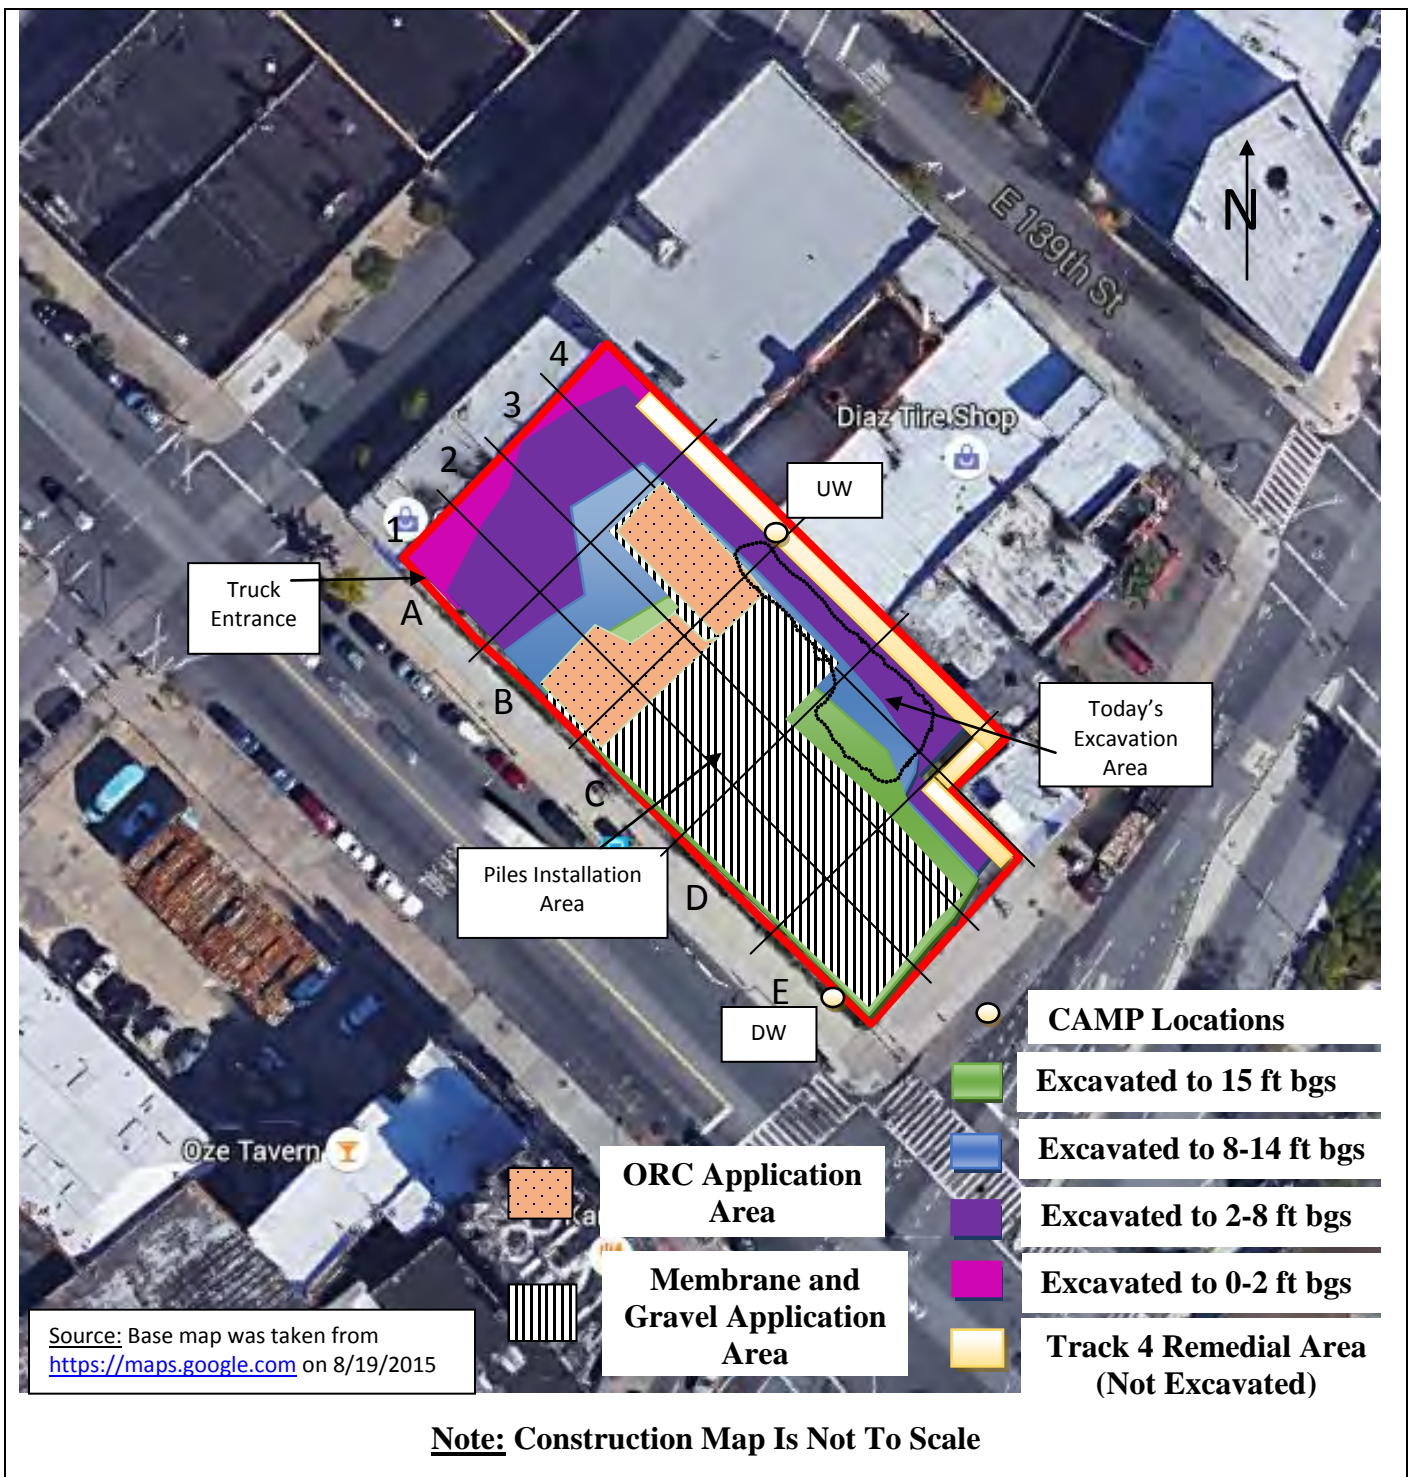 E 139th St
N
4
3
Diaz Tire Shop
2
UW
1
Truck
Entrance
A
B
Today's
Excavation
Area
C
Piles Installation
Area
D
E
DW
CAMP Locations
Excavated to 15 ft bgs
Excavated to 8-14 ft bgs
Excavated to 2-8 ft bgs
Excavated to 0-2 ft bgs
Track 4 Remedial Area
(Not Excavated)
Oze Tavern
ORC Application
Area
Ka
Membrane and
Gravel Application
Area
Source: Base map was taken from
https://maps.google.com on 8/19/2015
Note: Construction Map Is Not To Scale